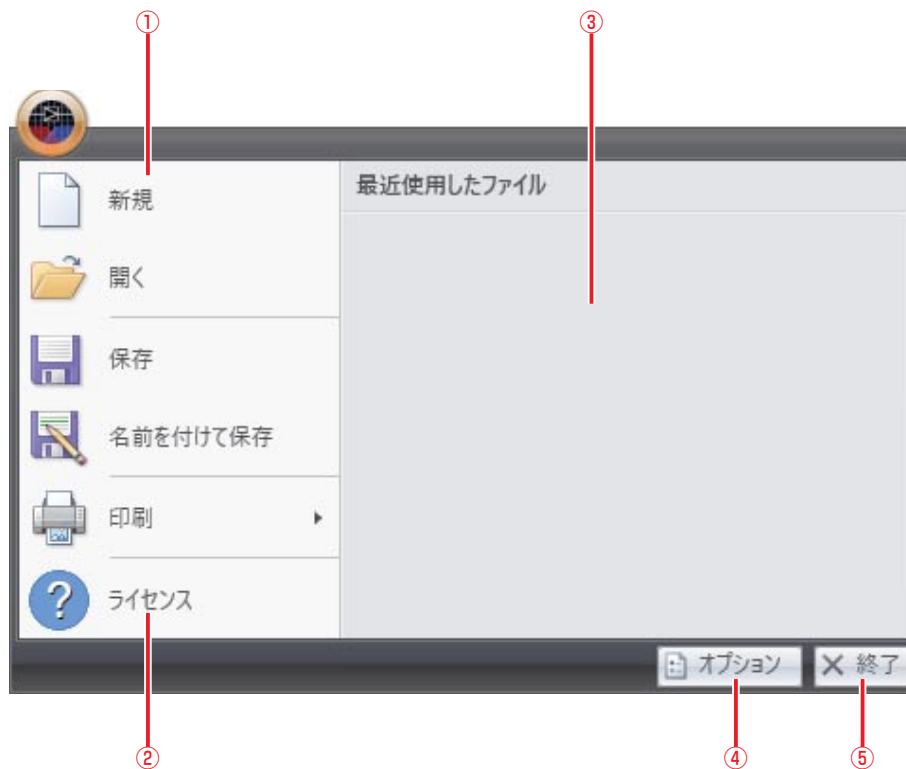 ① ③
新規
開く
保存
名前を付けて保存
印刷
ライセンス
最近使用したファイル
オプション
終了
② ④ ⑤